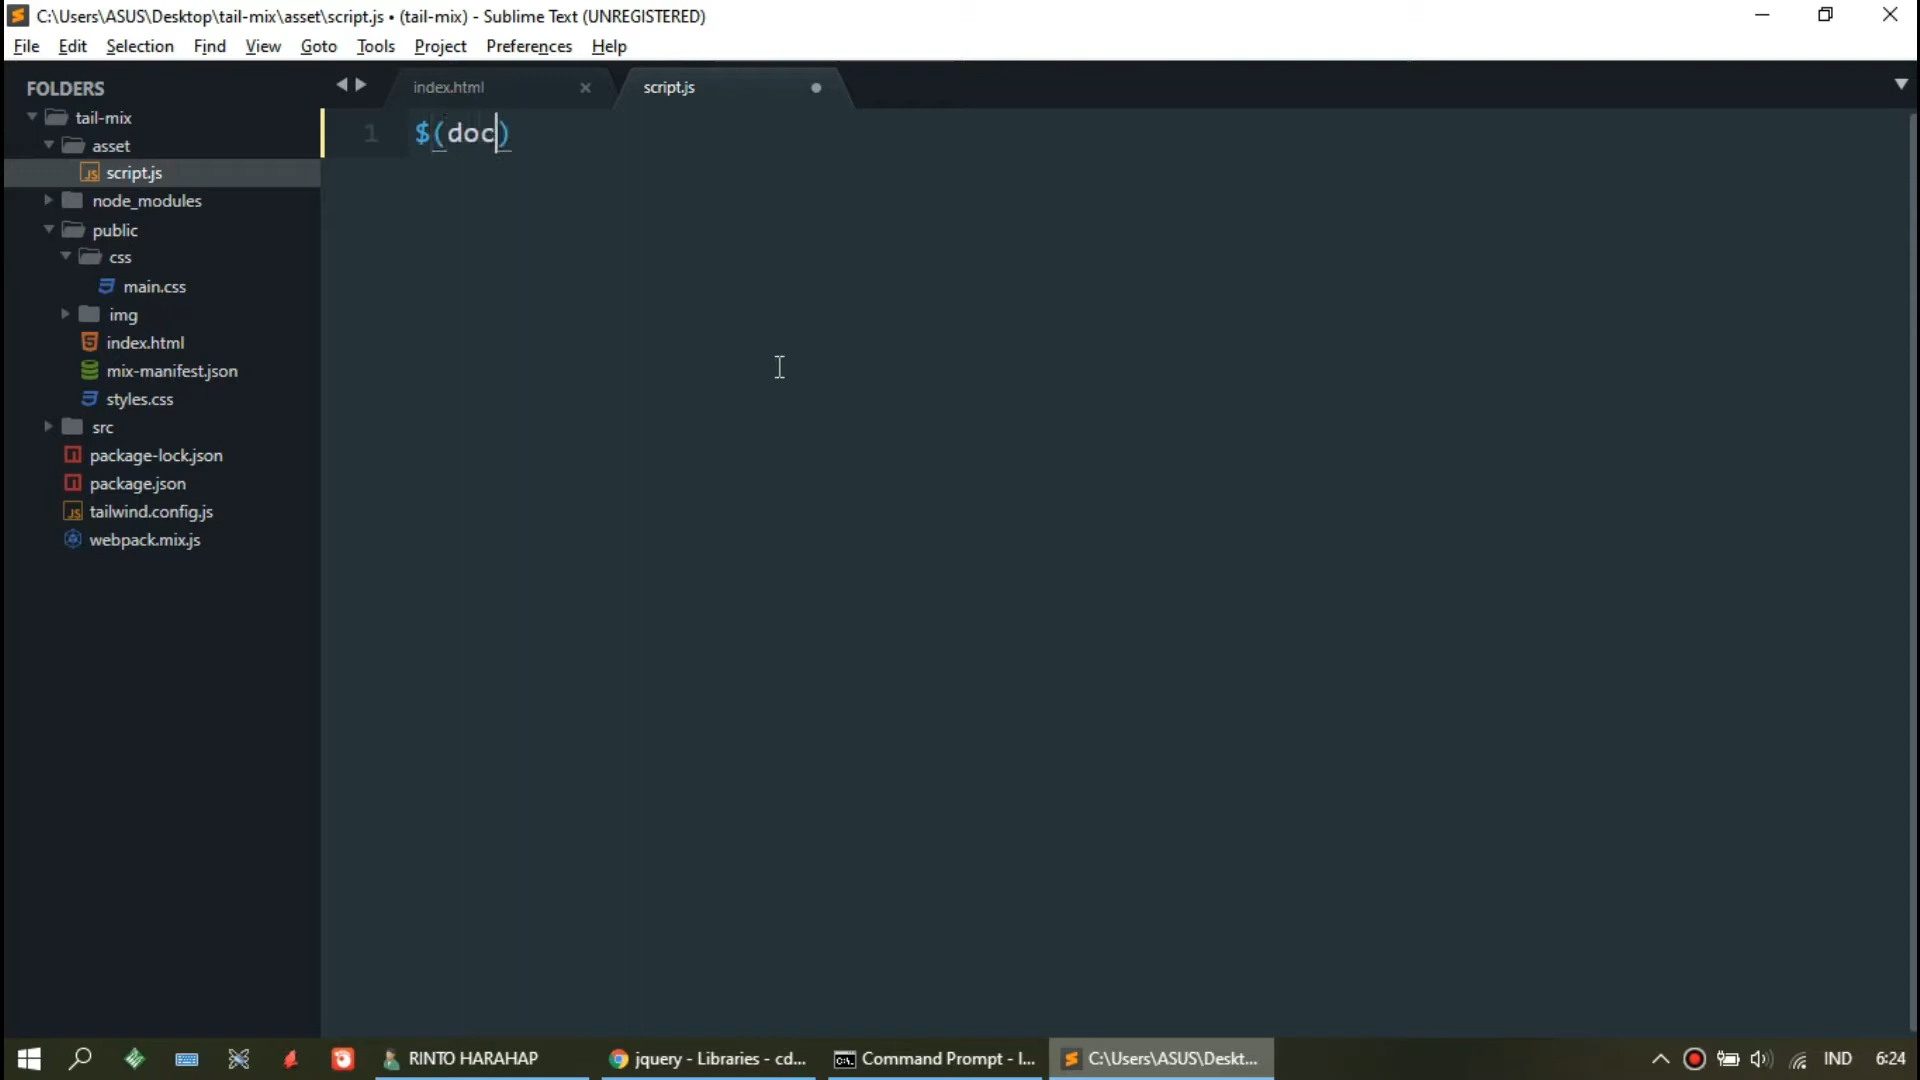 C:\Users\ASUS\Desktop\tail-mix\asset\script.js • (tail-mix) - Sublime Text (UNREGISTERED)
File Edit Selection Find View Goto Tools Project Preferences Help
FOLDERS
tail-mix
asset
script.js
node_modules
public
css
main.css
img
index.html
mix-manifest.json
styles.css
src
package-lock.json
package.json
tailwind.config.js
webpack.mix.js
index.html
script.js
1 $(doc)
RINTO HARAHAP
jquery - Libraries - cd...
Command Prompt - l...
C:\Users\ASUS\Deskt...
IND
6:24